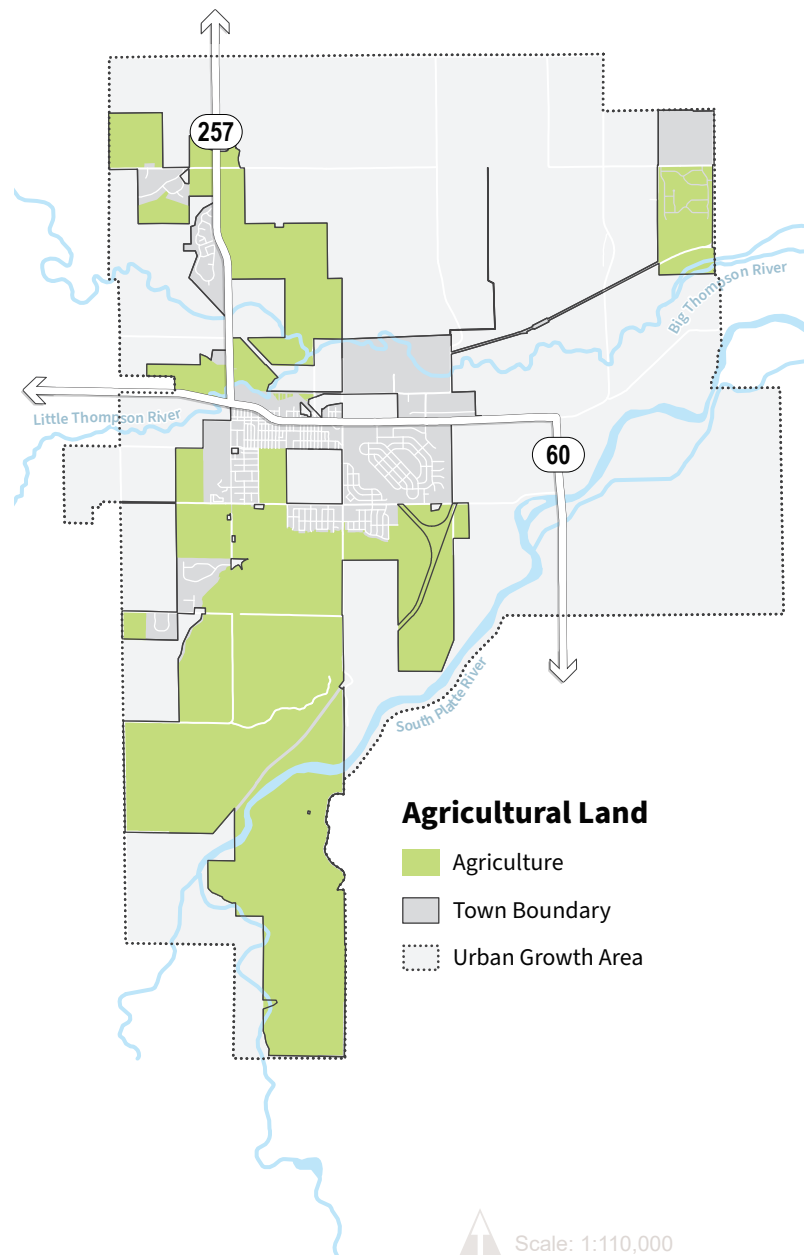 257
Big Thompson River
Little Thompson River
60
South Platte River
Agricultural Land
Agriculture
Town Boundary
Urban Growth Area
Scale: 1:110,000